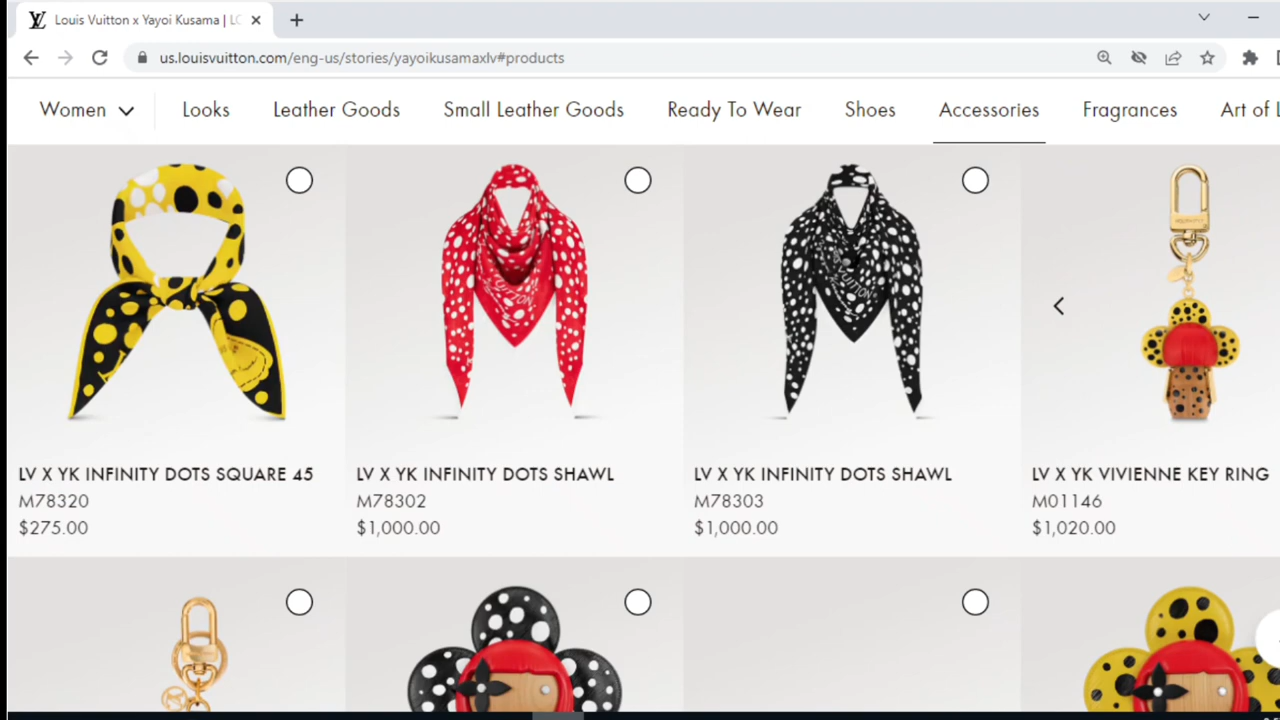 Louis Vuitton x Yayoi Kusama | LO
us.louisvuitton.com/eng-us/stories/yayoikusamaxlv#products
Women Looks Leather Goods Small Leather Goods Ready To Wear Shoes Accessories Fragrances Art of L
LV X YK INFINITY DOTS SQUARE 45
M78320
$275.00
LV X YK INFINITY DOTS SHAWL
M78302
$1,000.00
LV X YK INFINITY DOTS SHAWL
M78303
$1,000.00
LV X YK VIVIENNE KEY RING
M01146
$1,020.00